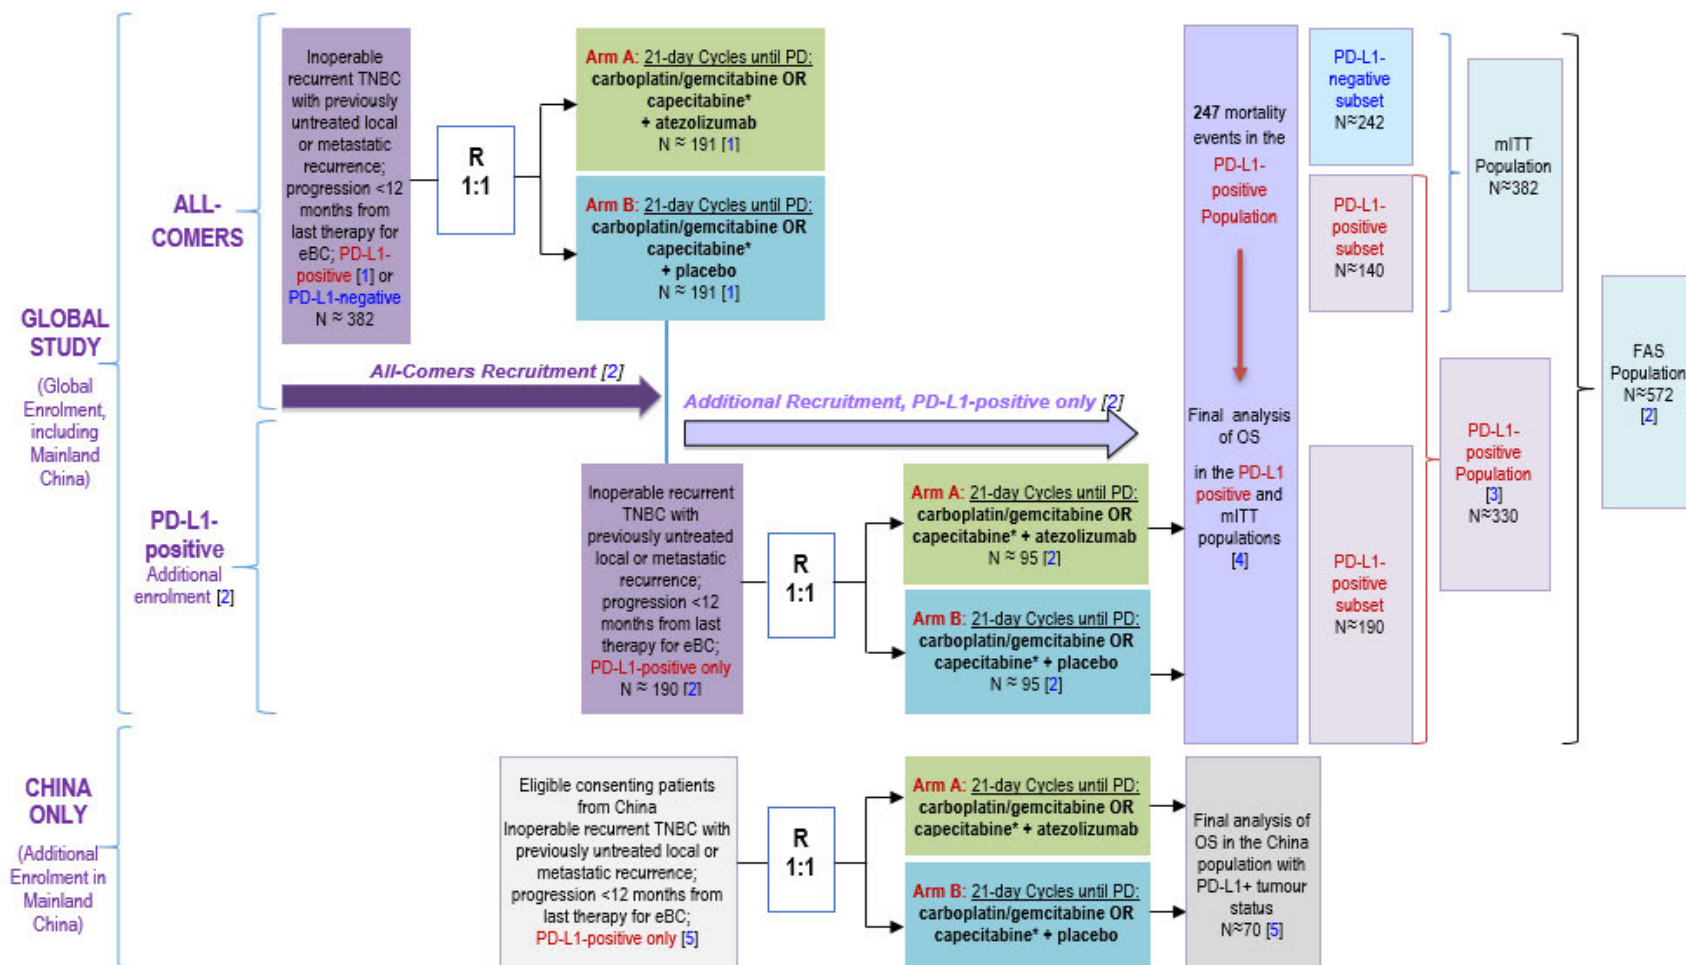 GLOBAL
STUDY
(Global
Enrolment,
including
Mainland
China)
ALL-
COMERS
Inoperable
recurrent TNBC
with previously
untreated local
or metastatic
recurrence;
progression <12
months from
last therapy for
eBC; PD-L1-
positive [1] or
PD-L1-negative
N ≈ 382
R
1:1
Arm A: 21-day Cycles until PD:
carboplatin/gemcitabine OR
capecitabine*
+ atezolizumab
N ≈ 191 [1]
Arm B: 21-day Cycles until PD:
carboplatin/gemcitabine OR
capecitabine*
+ placebo
N ≈ 191 [1]
All-Comers Recruitment [2]
Additional Recruitment, PD-L1-positive only [2]
PD-L1-
positive
Additional
enrolment [2]
Inoperable recurrent
TNBC with
previously untreated
local or metastatic
recurrence;
progression <12
months from last
therapy for eBC;
PD-L1-positive only
N ≈ 190 [2]
R
1:1
Arm A: 21-day Cycles until PD:
carboplatin/gemcitabine OR
capecitabine* + atezolizumab
N ≈ 95 [2]
Arm B: 21-day Cycles until PD:
carboplatin/gemcitabine OR
capecitabine* + placebo
N ≈ 95 [2]
247 mortality
events in the
PD-L1-
positive
Population
Final analysis
of OS
in the PD-L1
positive and
mITT
populations
[4]
PD-L1-
negative
subset
N≈242
PD-L1-
positive
subset
N≈140
PD-L1-
positive
subset
N≈190
mITT
Population
N≈382
PD-L1-
positive
Population
[3]
N≈330
FAS
Population
N≈572
[2]
CHINA
ONLY
(Additional
Enrolment in
Mainland
China)
Eligible consenting patients
from China
Inoperable recurrent TNBC with
previously untreated local or
metastatic recurrence;
progression <12 months from
last therapy for eBC;
PD-L1-positive only [5]
R
1:1
Arm A: 21-day Cycles until PD:
carboplatin/gemcitabine OR
capecitabine* + atezolizumab
Arm B: 21-day Cycles until PD:
carboplatin/gemcitabine OR
capecitabine* + placebo
Final analysis of
OS in the China
population with
PD-L1+ tumour
status
N≈70 [5]